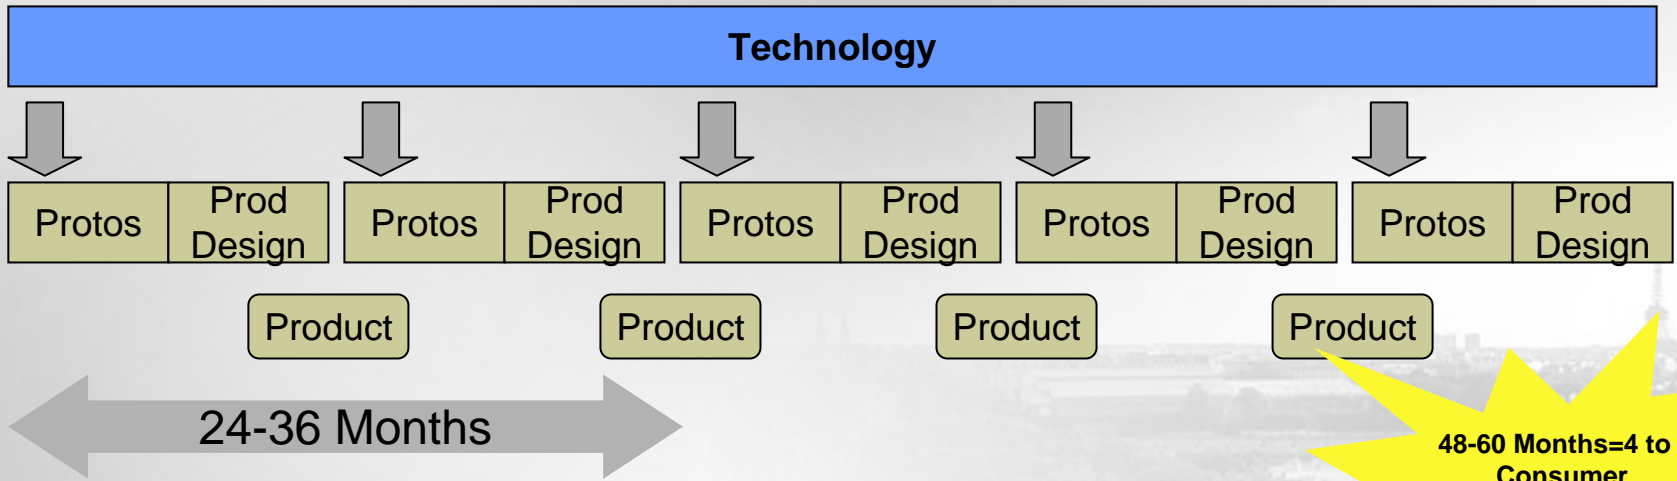 Technology
Protos
Prod
Design
Protos
Prod
Design
Protos
Prod
Design
Protos
Prod
Design
Protos
Prod
Design
Product
Product
Product
Product
24-36 Months
48-60 Months=4 to
Consumer